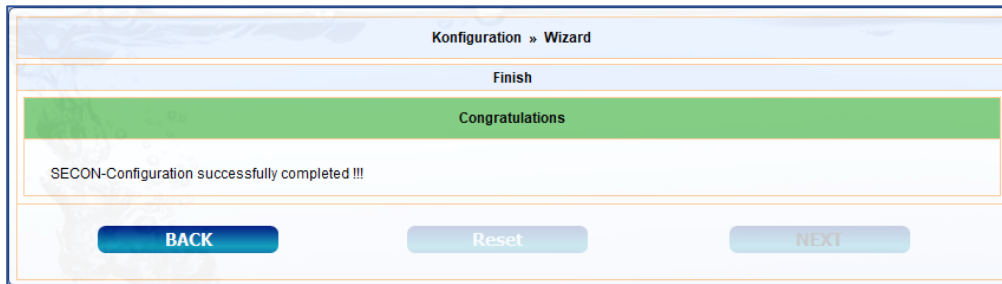 Konfiguration » Wizard
Finish
Congratulations
SECON-Configuration successfully completed !!!
BACK Reset NEXT